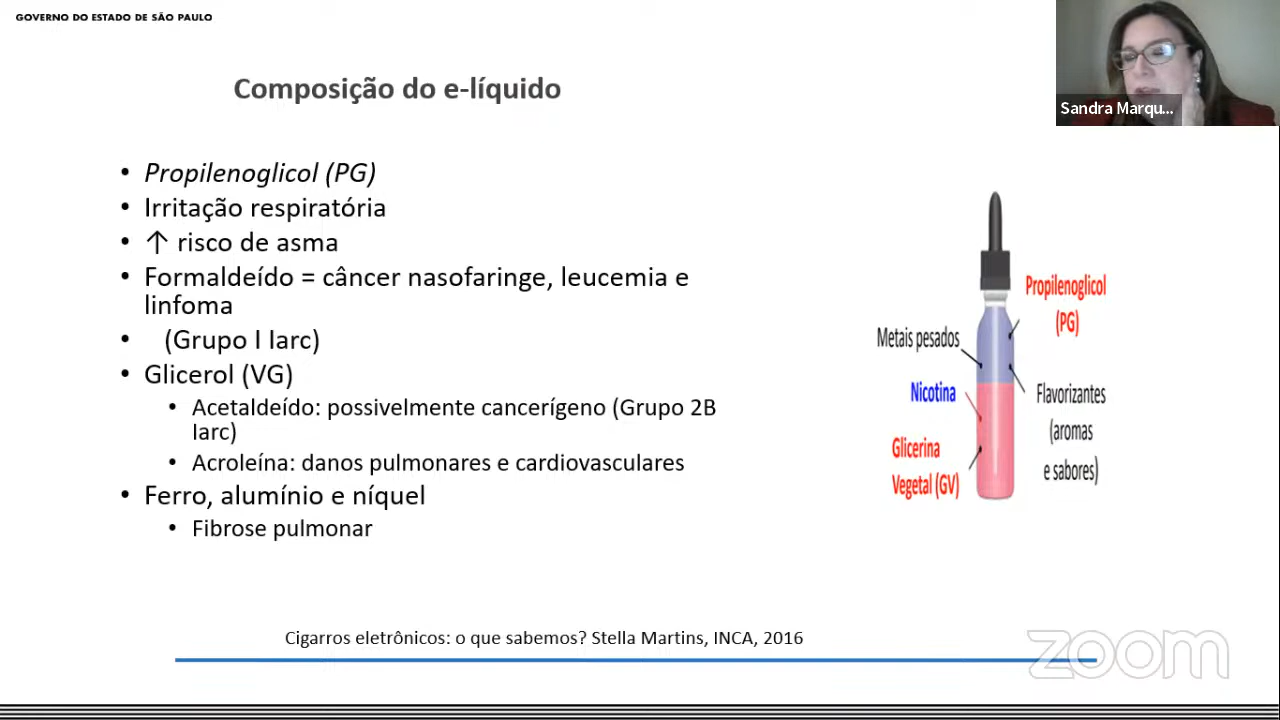 GOVERNO DO ESTADO DE SÃO PAULO
Sandra Marqu...
Composição do e-líquido
• Propilenoglicol (PG)
• Irritação respiratória
• ↑ risco de asma
• Formaldeído = câncer nasofaringe, leucemia e
linfoma
• (Grupo I Iarc)
• Glicerol (VG)
• Acetaldeído: possivelmente cancerígeno (Grupo 2B
Iarc)
• Acroleína: danos pulmonares e cardiovasculares
• Ferro, alumínio e níquel
• Fibrose pulmonar
Propilenoglicol
(PG)
Metais pesados
Nicotina
Flavorizantes
(aromas
e sabores)
Glicerina
Vegetal (GV)
Cigarros eletrônicos: o que sabemos? Stella Martins, INCA, 2016
zoom